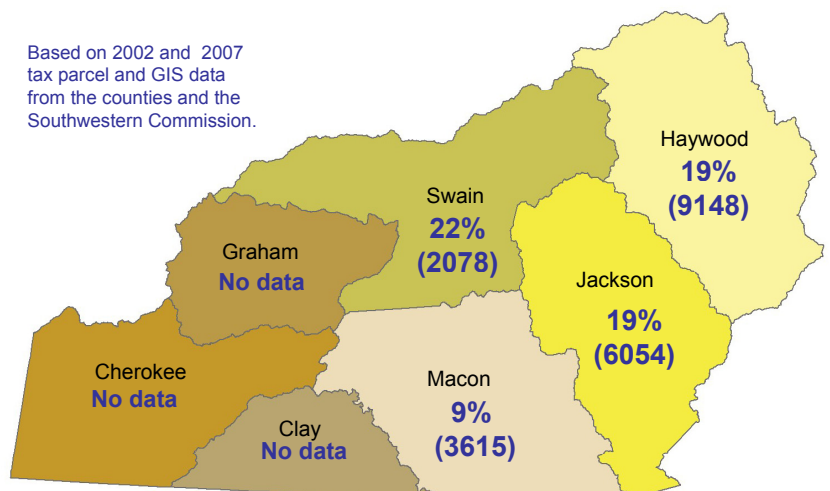 Based on 2002 and 2007
tax parcel and GIS data
from the counties and the
Southwestern Commission.
Haywood
19%
(9148)
Swain
22%
(2078)
Graham
No data
Jackson
19%
(6054)
Cherokee
No data
Macon
9%
(3615)
Clay
No data